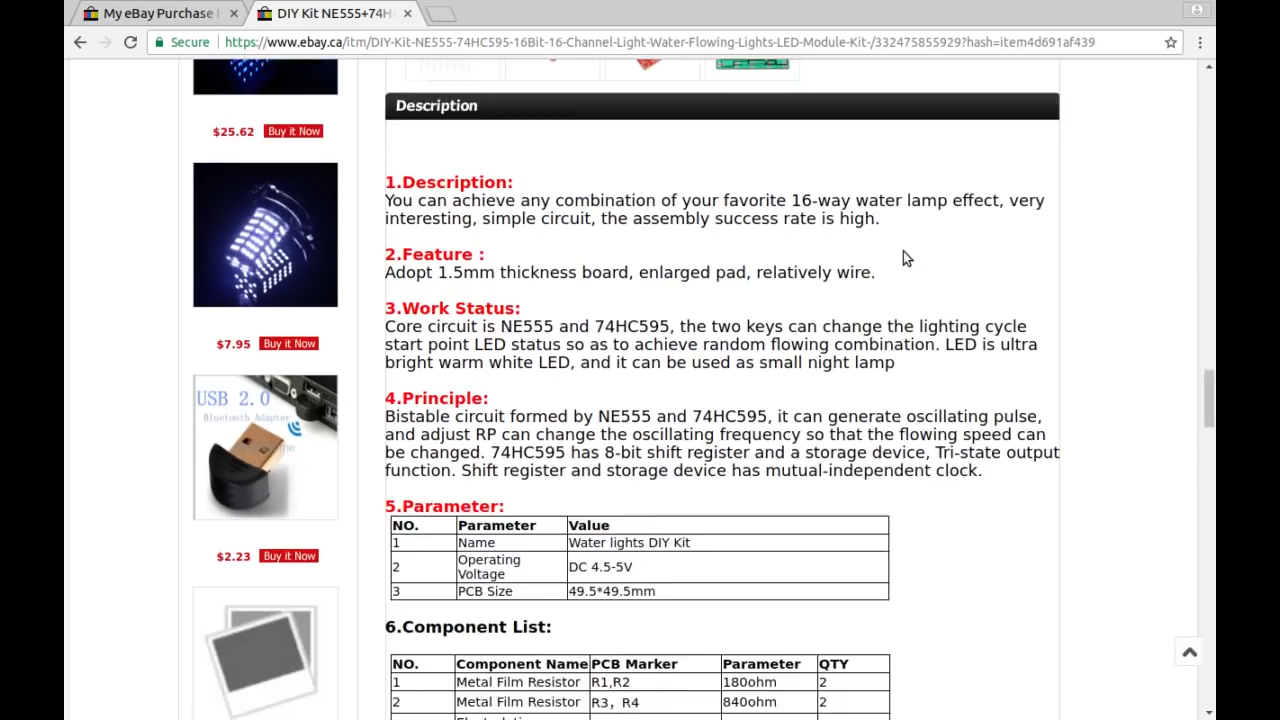 My eBay Purchase H
DIY Kit NE555+74H
Secure
https://www.ebay.ca/itm/DIY-Kit-NE555-74HC595-16Bit-16-Channel-Light-Water-Flowing-Lights-LED-Module-Kit-/332475855929?hash=item4d691af439
$25.62 Buy it Now
$7.95 Buy it Now
USB 2.0
Bluetooth Adapter
$2.23 Buy it Now
Description
1.Description:
You can achieve any combination of your favorite 16-way water lamp effect, very
interesting, simple circuit, the assembly success rate is high.
2.Feature :
Adopt 1.5mm thickness board, enlarged pad, relatively wire.
3.Work Status:
Core circuit is NE555 and 74HC595, the two keys can change the lighting cycle
start point LED status so as to achieve random flowing combination. LED is ultra
bright warm white LED, and it can be used as small night lamp
4.Principle:
Bistable circuit formed by NE555 and 74HC595, it can generate oscillating pulse,
and adjust RP can change the oscillating frequency so that the flowing speed can
be changed. 74HC595 has 8-bit shift register and a storage device, Tri-state output
function. Shift register and storage device has mutual-independent clock.
5.Parameter:
NO. Parameter Value
1 Name Water lights DIY Kit
2 Operating Voltage DC 4.5-5V
3 PCB Size 49.5*49.5mm
6.Component List:
NO. Component Name PCB Marker Parameter QTY
1 Metal Film Resistor R1,R2 180ohm 2
2 Metal Film Resistor R3, R4 840ohm 2